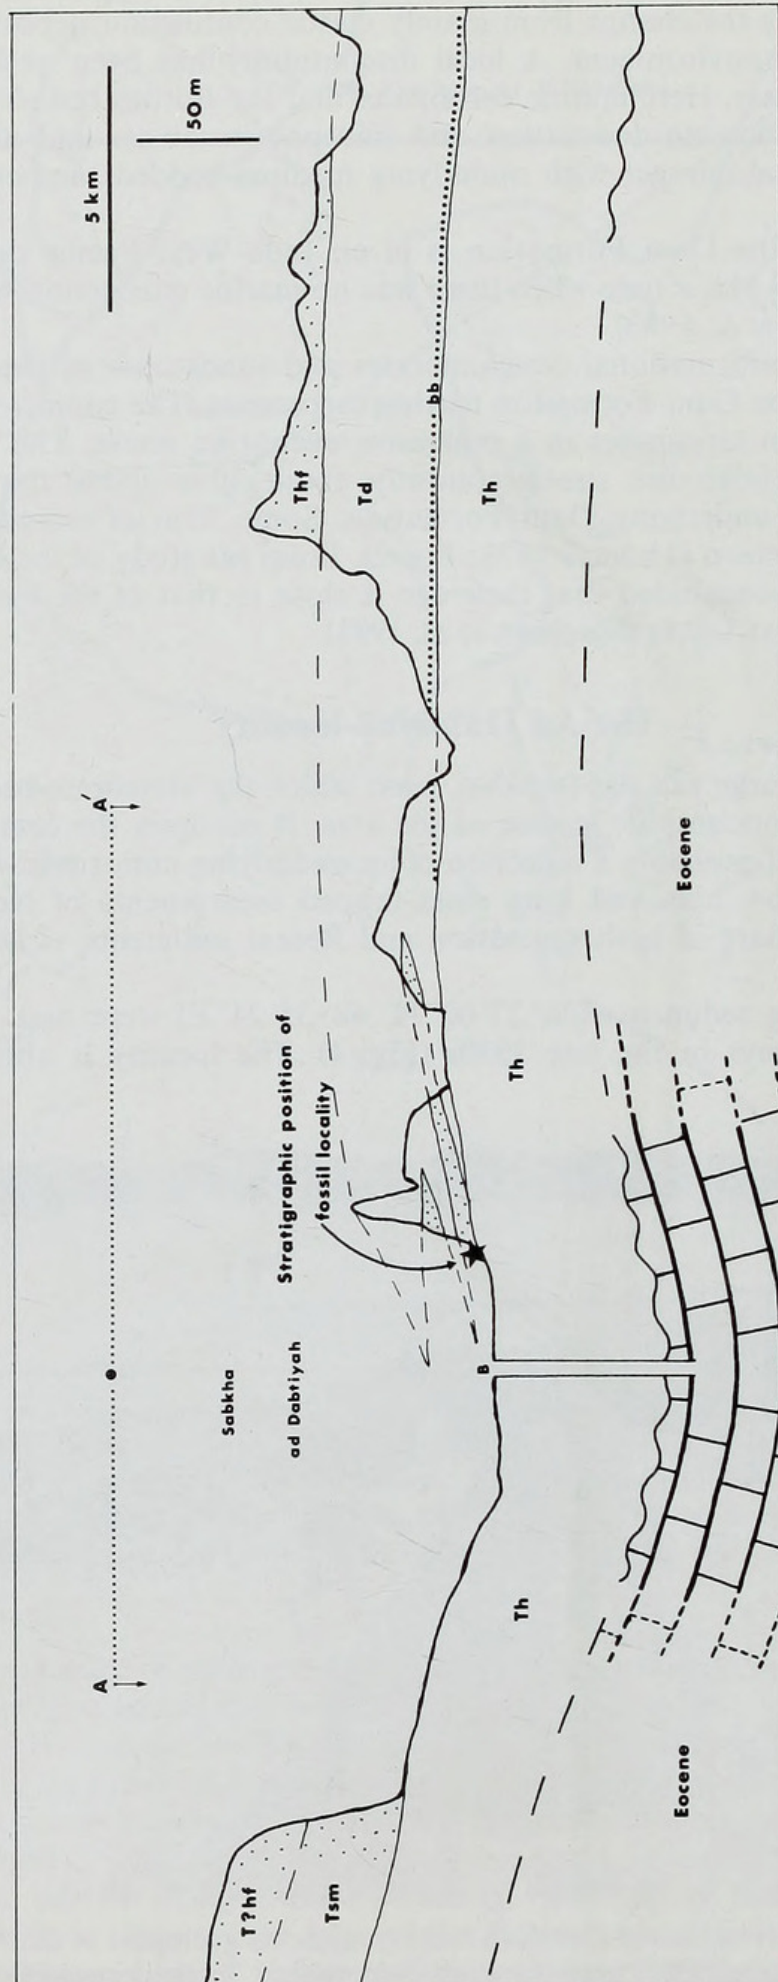 A
A′
5 km
50 m
Sabkha
ad Dabtiyah
Stratigraphic position of
fossil locality
T?hf
Tsm
Th
B
Th
Thf
Td
bb
Th
Eocene
Eocene